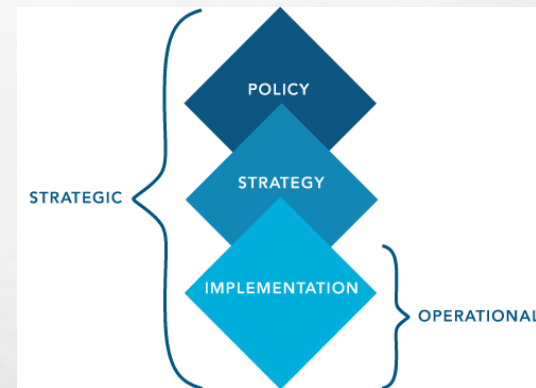 POLICY
STRATEGY
STRATEGIC
IMPLEMENTATION
OPERATIONAL